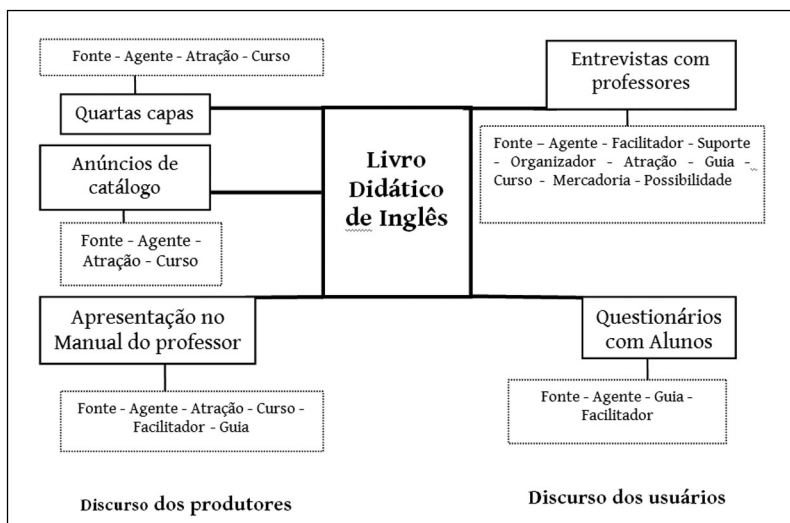 Fonte - Agente - Atração - Curso
Quartas capas
Anúncios de
catálogo
Fonte - Agente -
Atração - Curso
Apresentação no
Manual do professor
Fonte - Agente - Atração - Curso -
Facilitador - Guia
Discurso dos produtores
Livro
Didático
de Inglês
Entrevistas com
professores
Fonte – Agente - Facilitador - Suporte
- Organizador - Atração - Guia -
Curso - Mercadoria - Possibilidade
Questionários
com Alunos
Fonte - Agente - Guia -
Facilitador
Discurso dos usuários